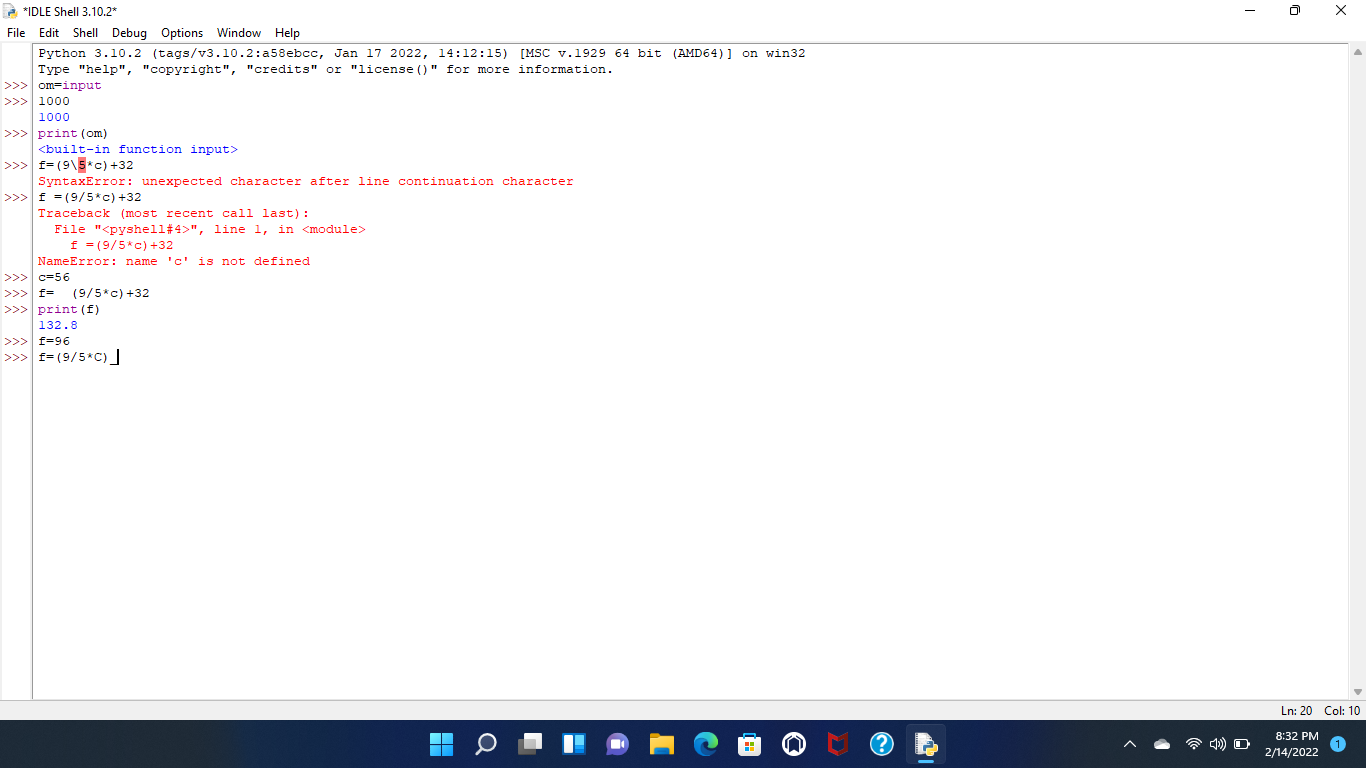 *IDLE Shell 3.10.2*
File Edit Shell Debug Options Window Help
Python 3.10.2 (tags/v3.10.2:a58ebcc, Jan 17 2022, 14:12:15) [MSC v.1929 64 bit (AMD64)] on win32
Type "help", "copyright", "credits" or "license()" for more information.
>>> om=input
>>> 1000
1000
>>> print(om)
<built-in function input>
>>> f=(9\5*c)+32
SyntaxError: unexpected character after line continuation character
>>> f =(9/5*c)+32
Traceback (most recent call last):
  File "<pyshell#4>", line 1, in <module>
    f =(9/5*c)+32
NameError: name 'c' is not defined
>>> c=56
>>> f=  (9/5*c)+32
>>> print(f)
132.8
>>> f=96
>>> f=(9/5*C)_
Ln: 20 Col: 10
8:32 PM
2/14/2022
1